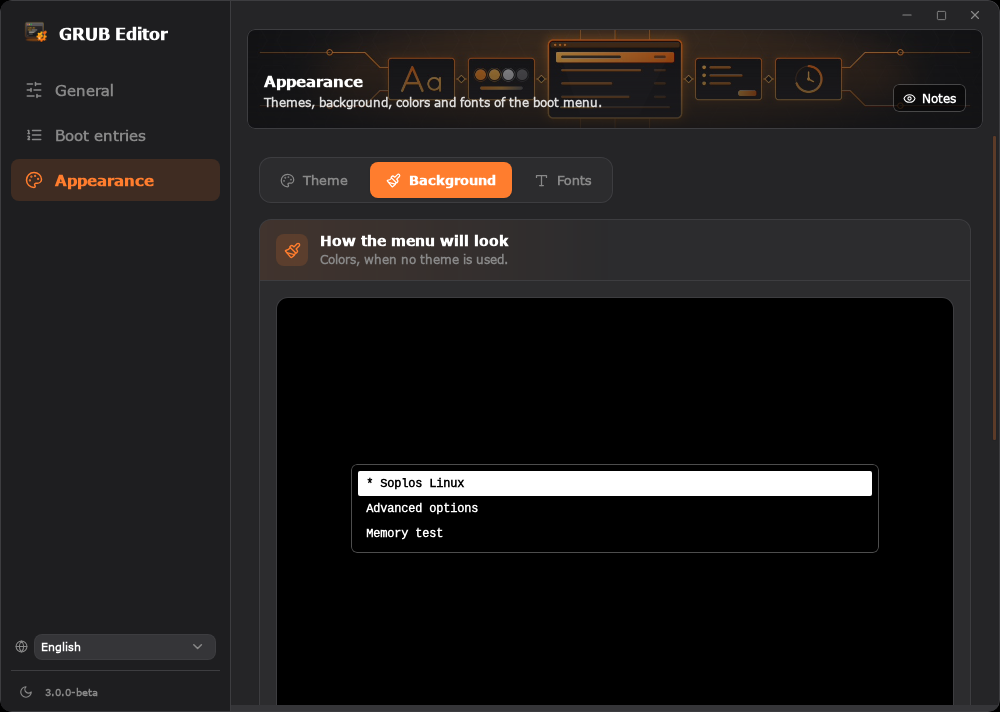 GRUB Editor
General
Boot entries
Appearance
English
3.0.0-beta
Aa
Appearance
Themes, background, colors and fonts of the boot menu.
Notes
Theme
Background
Fonts
How the menu will look
Colors, when no theme is used.
* Soplos Linux
Advanced options
Memory test